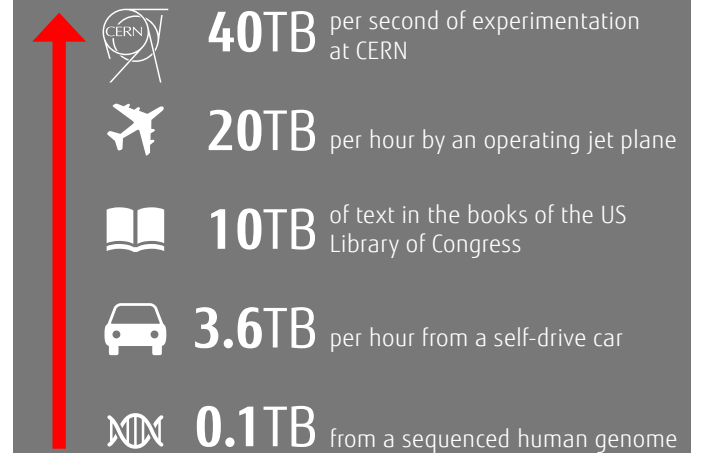 CERN
40TB per second of experimentation
at CERN
20TB per hour by an operating jet plane
10TB of text in the books of the US
Library of Congress
3.6TB per hour from a self-drive car
0.1TB from a sequenced human genome